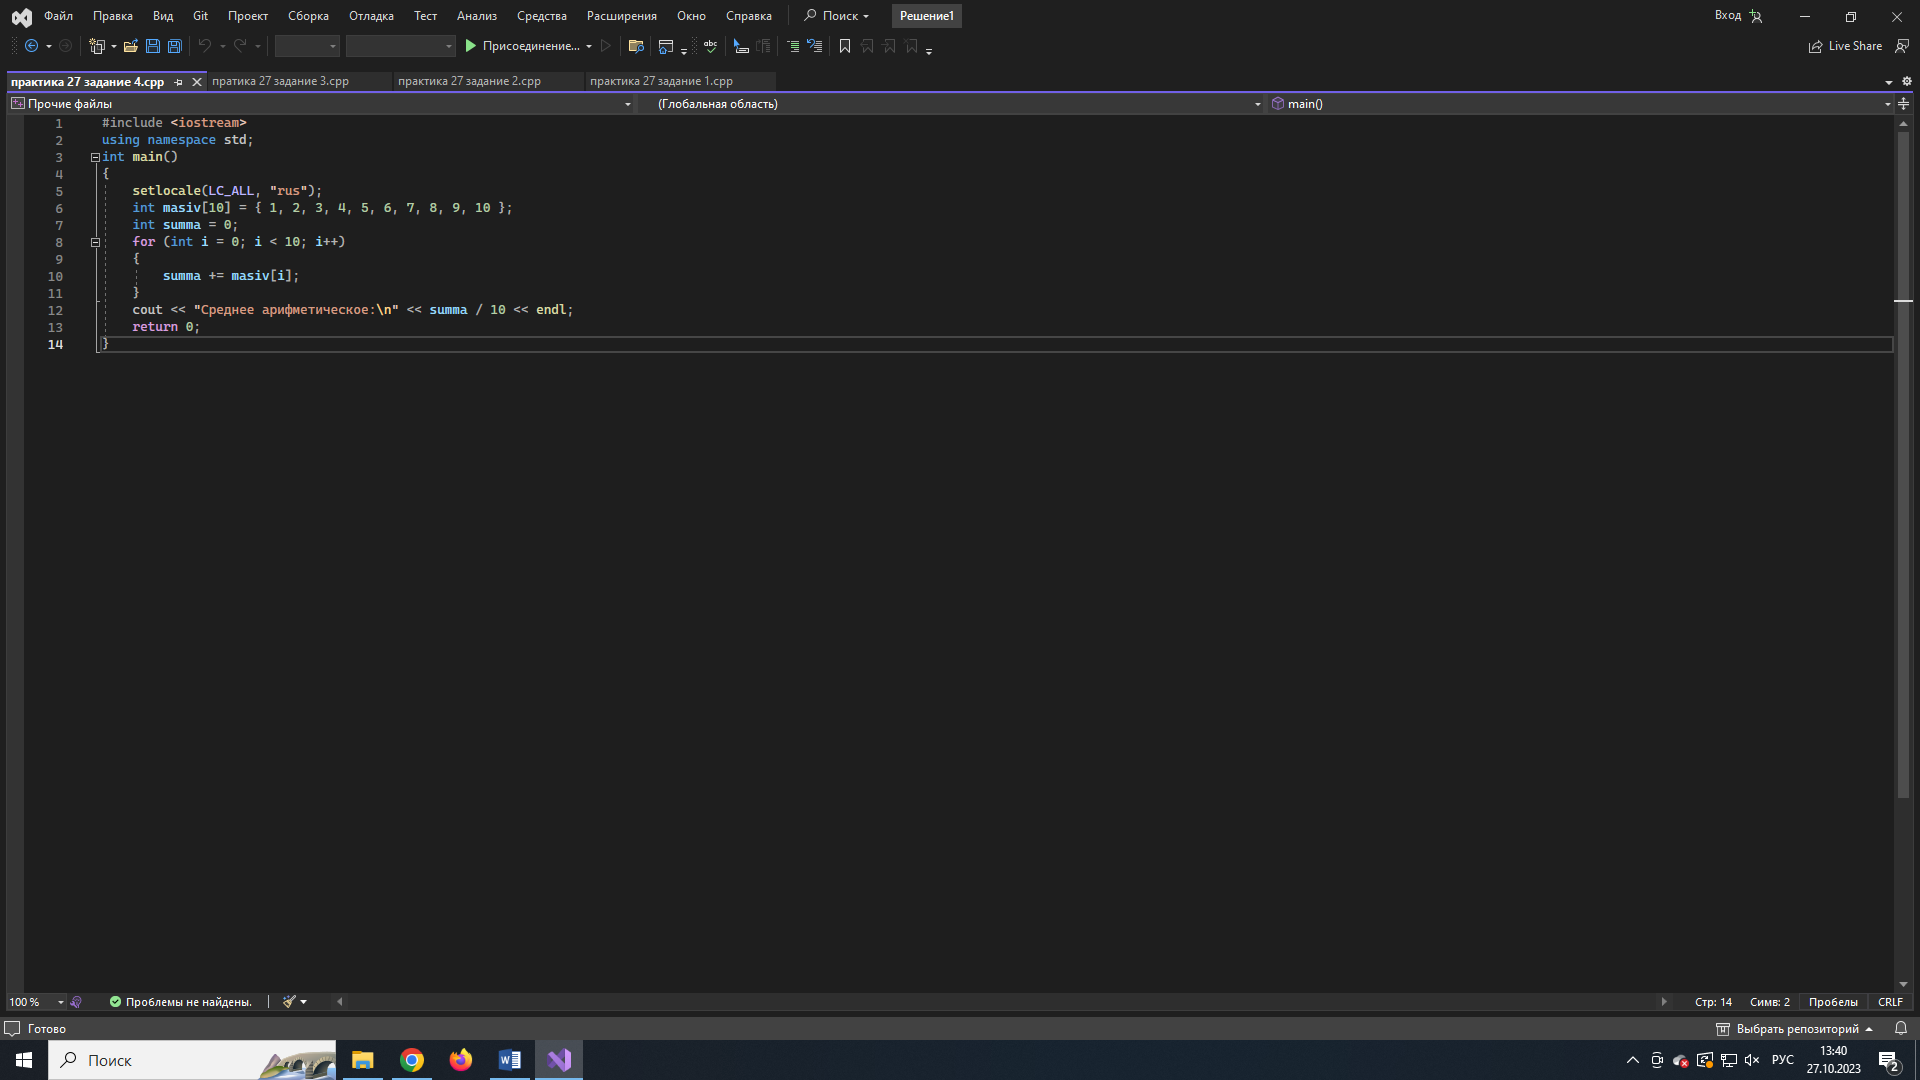 Файл Правка Вид Git Проект Сборка Отладка Тест Анализ Средства Расширения Окно Справка Поиск Решение1 Вход
Присоединение... Live Share
практика 27 задание 4.cpp пратика 27 задание 3.cpp практика 27 задание 2.cpp практика 27 задание 1.cpp
Прочие файлы (Глобальная область) main()
1 #include <iostream>
2 using namespace std;
3 int main()
4 {
5 setlocale(LC_ALL, "rus");
6 int masiv[10] = { 1, 2, 3, 4, 5, 6, 7, 8, 9, 10 };
7 int summa = 0;
8 for (int i = 0; i < 10; i++)
9 {
10 summa += masiv[i];
11 }
12 cout << "Среднее арифметическое:\n" << summa / 10 << endl;
13 return 0;
14 }
100 % Проблемы не найдены. Стр: 14 Симв: 2 Пробелы CRLF
Готово Выбрать репозиторий
Поиск РУС 13:40
27.10.2023 2